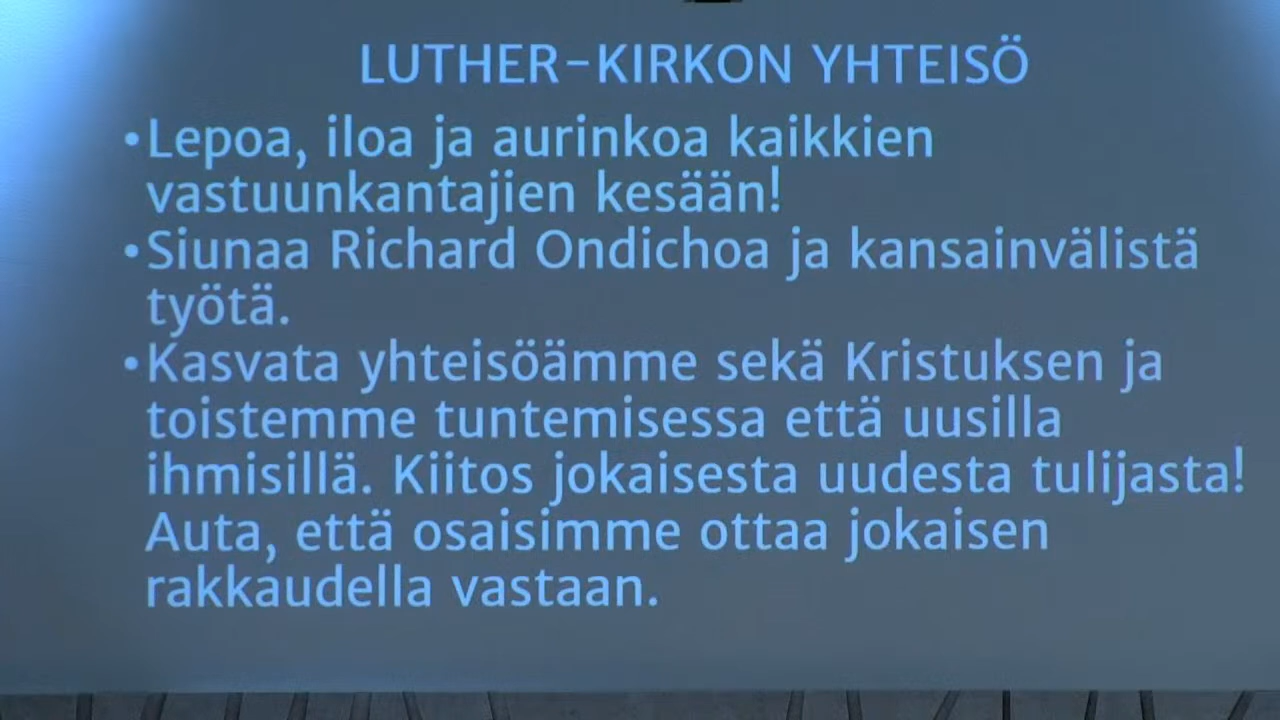 LUTHER-KIRKON YHTEISÖ
•Lepoa, iloa ja aurinkoa kaikkien
vastuunkantajien kesään!
•Siunaa Richard Ondichoa ja kansainvälistä
työtä.
•Kasvata yhteisöämme sekä Kristuksen ja
toistemme tuntemisessa että uusilla
ihmisillä. Kiitos jokaisesta uudesta tulijasta!
Auta, että osaisimme ottaa jokaisen
rakkaudella vastaan.